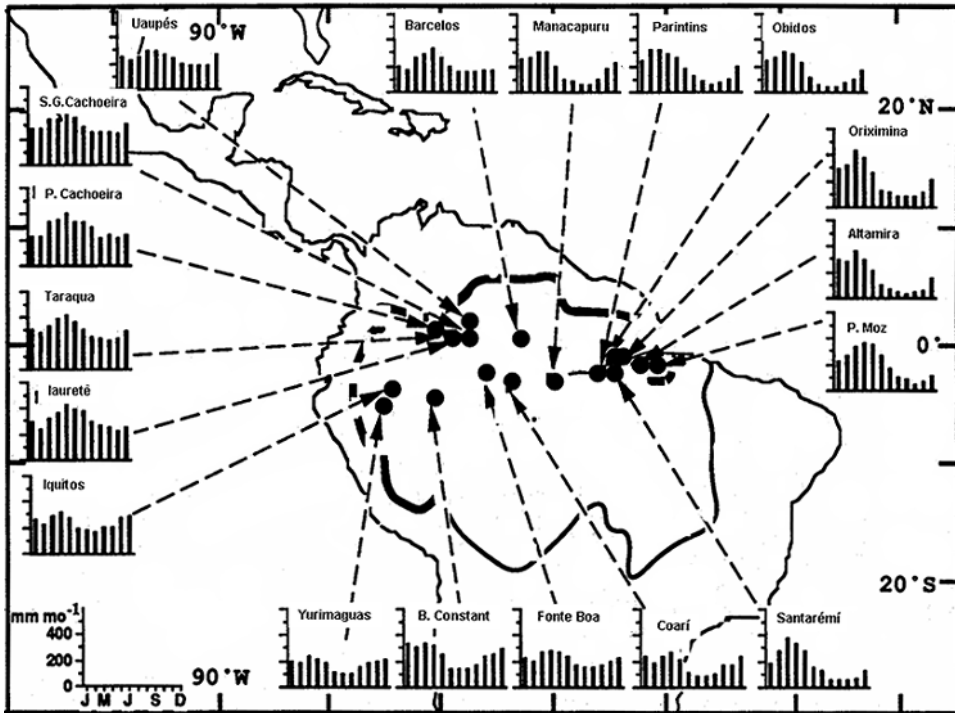 Uaupés
90°W
Barcelos
Manacapuru
Parintins
Obidos
S.G.Cachoeira
20°N
Oriximina
P. Cachoeira
Altamira
Taraqua
P. Moz
0°
Iauretê
Iquitos
20°S
mm mo-1
400
200
0
J M J S D
90°W
Yurimaguas
B. Constant
Fonte Boa
Coarí
Santarémí